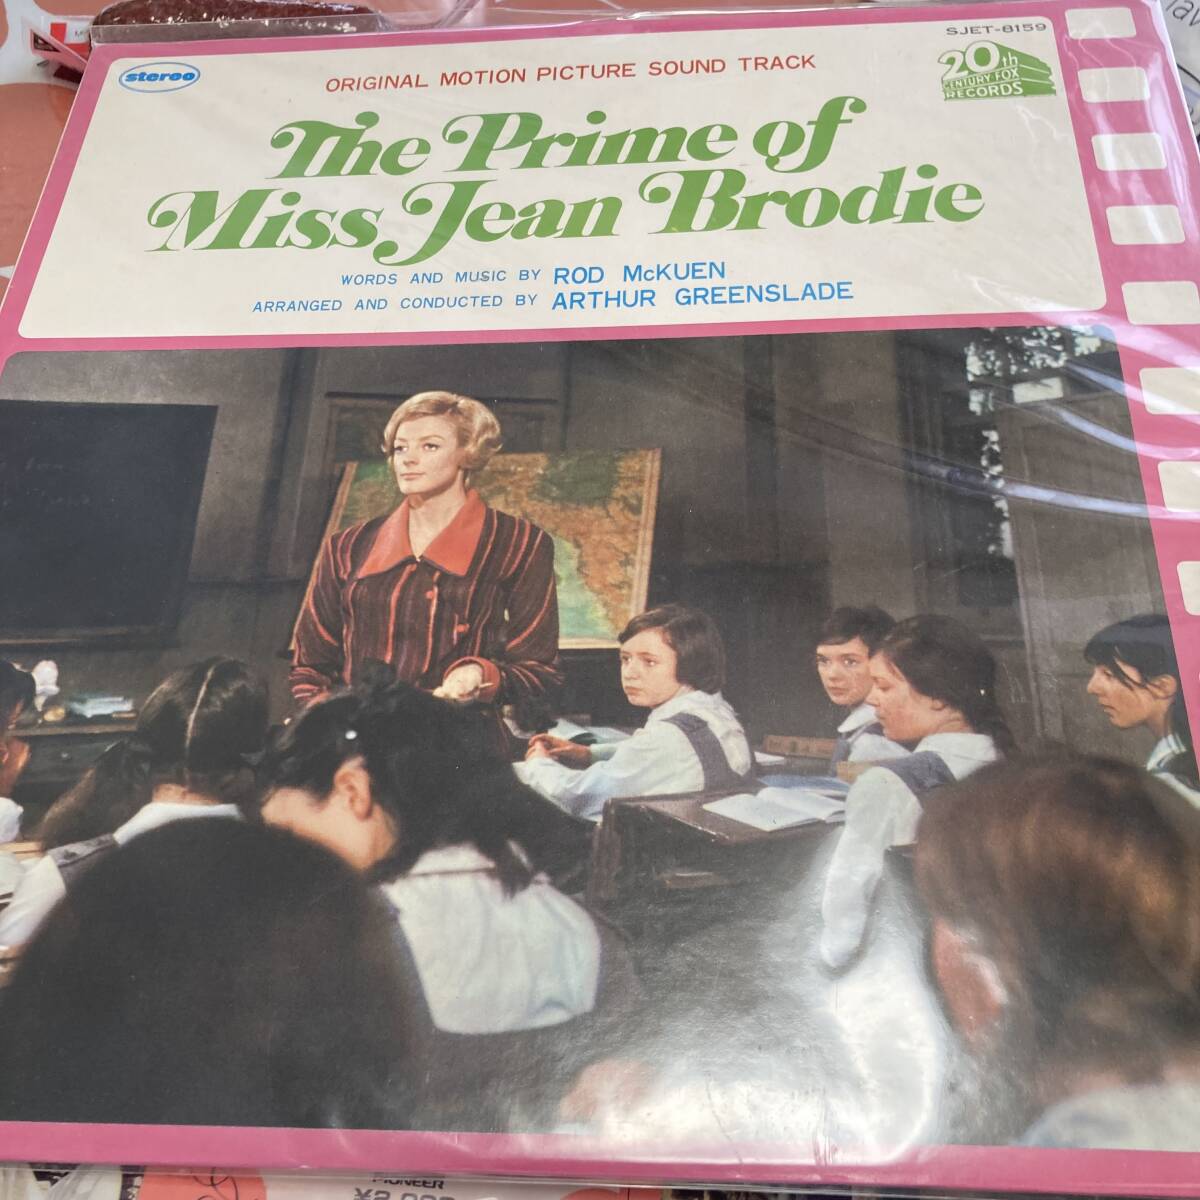 SJET-8159
stereo
ORIGINAL MOTION PICTURE SOUND TRACK
20th
CENTURY FOX
RECORDS
The Prime of
Miss Jean Brodie
WORDS AND MUSIC BY ROD McKUEN
ARRANGED AND CONDUCTED BY ARTHUR GREENSLADE
PIONEER